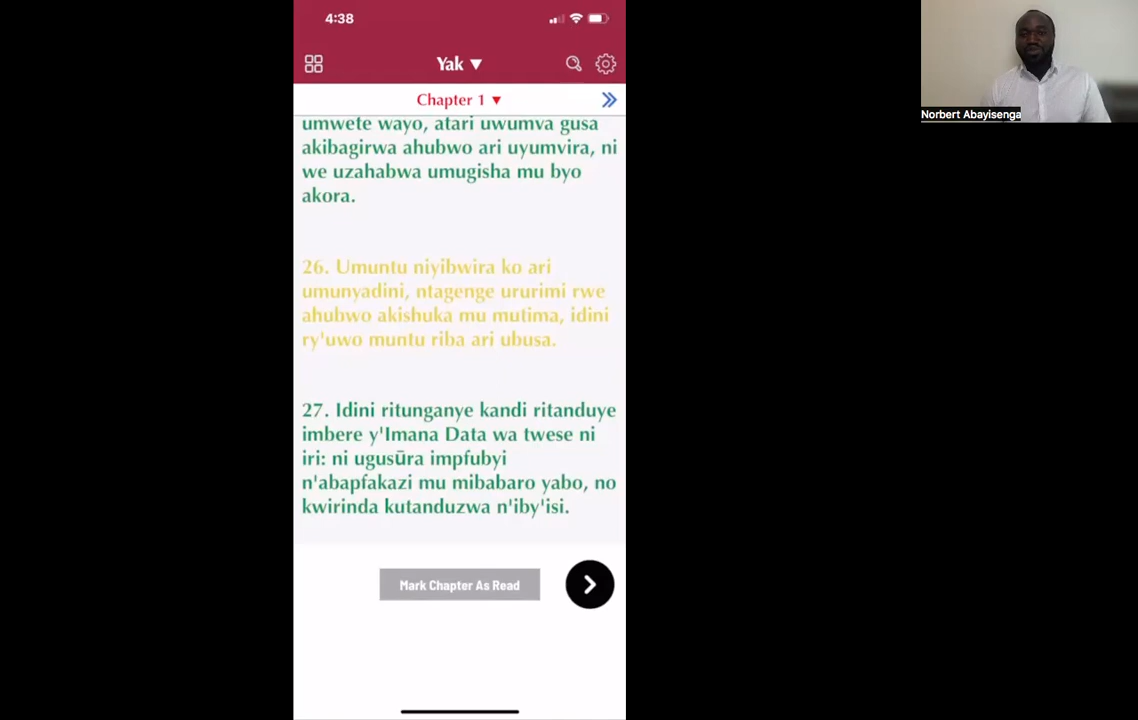 4:38
Yak ▼
Chapter 1 ▼
umwete wayo, atari uwumva gusa
akibagirwa ahubwo ari uyumvira, ni
we uzahabwa umugisha mu byo
akora.
26. Umuntu niyibwira ko ari
umunyadini, ntagenge ururimi rwe
ahubwo akishuka mu mutima, idini
ry'uwo muntu riba ari ubusa.
27. Idini ritunganye kandi ritanduye
imbere y'Imana Data wa twese ni
iri: ni ugusūra impfubyi
n'abapfakazi mu mibabaro yabo, no
kwirinda kutanduzwa n'iby'isi.
Mark Chapter As Read
Norbert Abayisenga